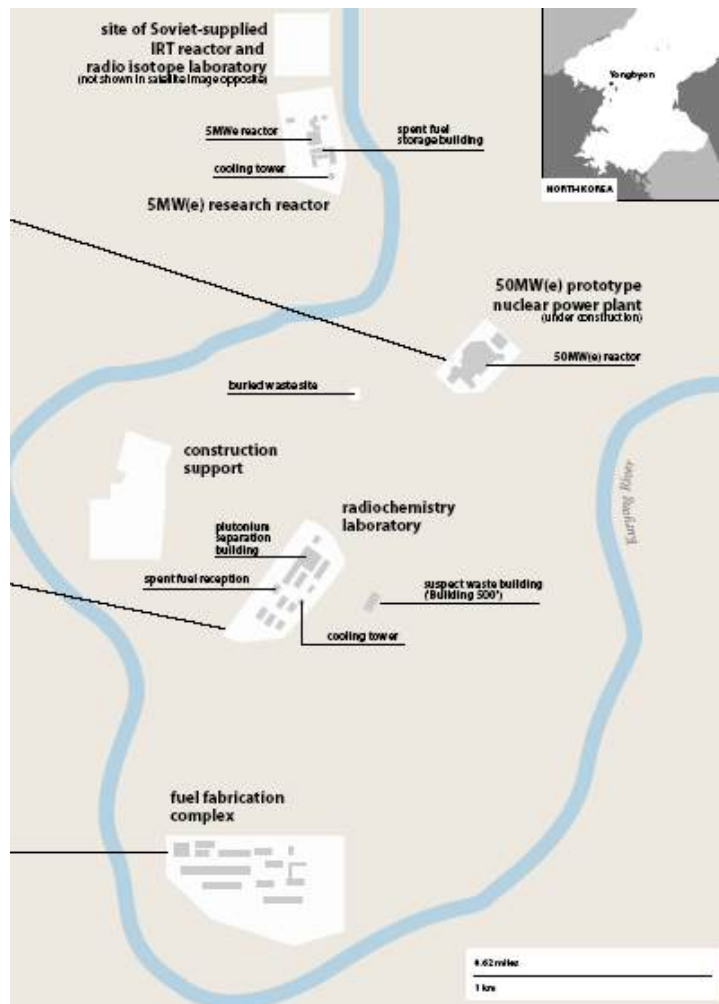 site of Soviet-supplied
IRT reactor and
radio isotope laboratory
(not shown in satellite image opposite)
Yongbyon
NORTH KOREA
5MWe reactor
spent fuel
storage building
cooling tower
5MW(e) research reactor
50MW(e) prototype
nuclear power plant
(under construction)
50MW(e) reactor
buried waste site
construction
support
radiochemistry
laboratory
plutonium
separation
building
spent fuel reception
suspect waste building
('Building 500')
cooling tower
Kuryong River
fuel fabrication
complex
0.62 miles
1 km